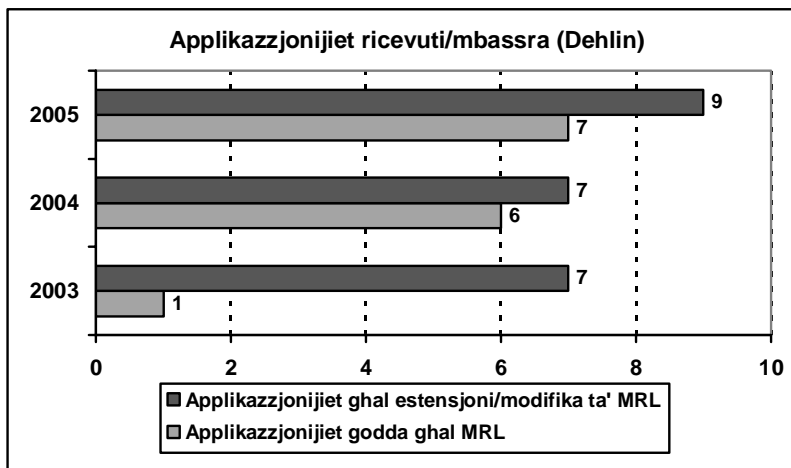 Applikazzjonijiet ricevuti/mbassra (Dehlin)
2005
9
7
2004
7
6
2003
7
1
0 2 4 6 8 10
Applikazzjonijiet ghal estensjoni/modifika ta' MRL
Applikazzjonijiet godda ghal MRL